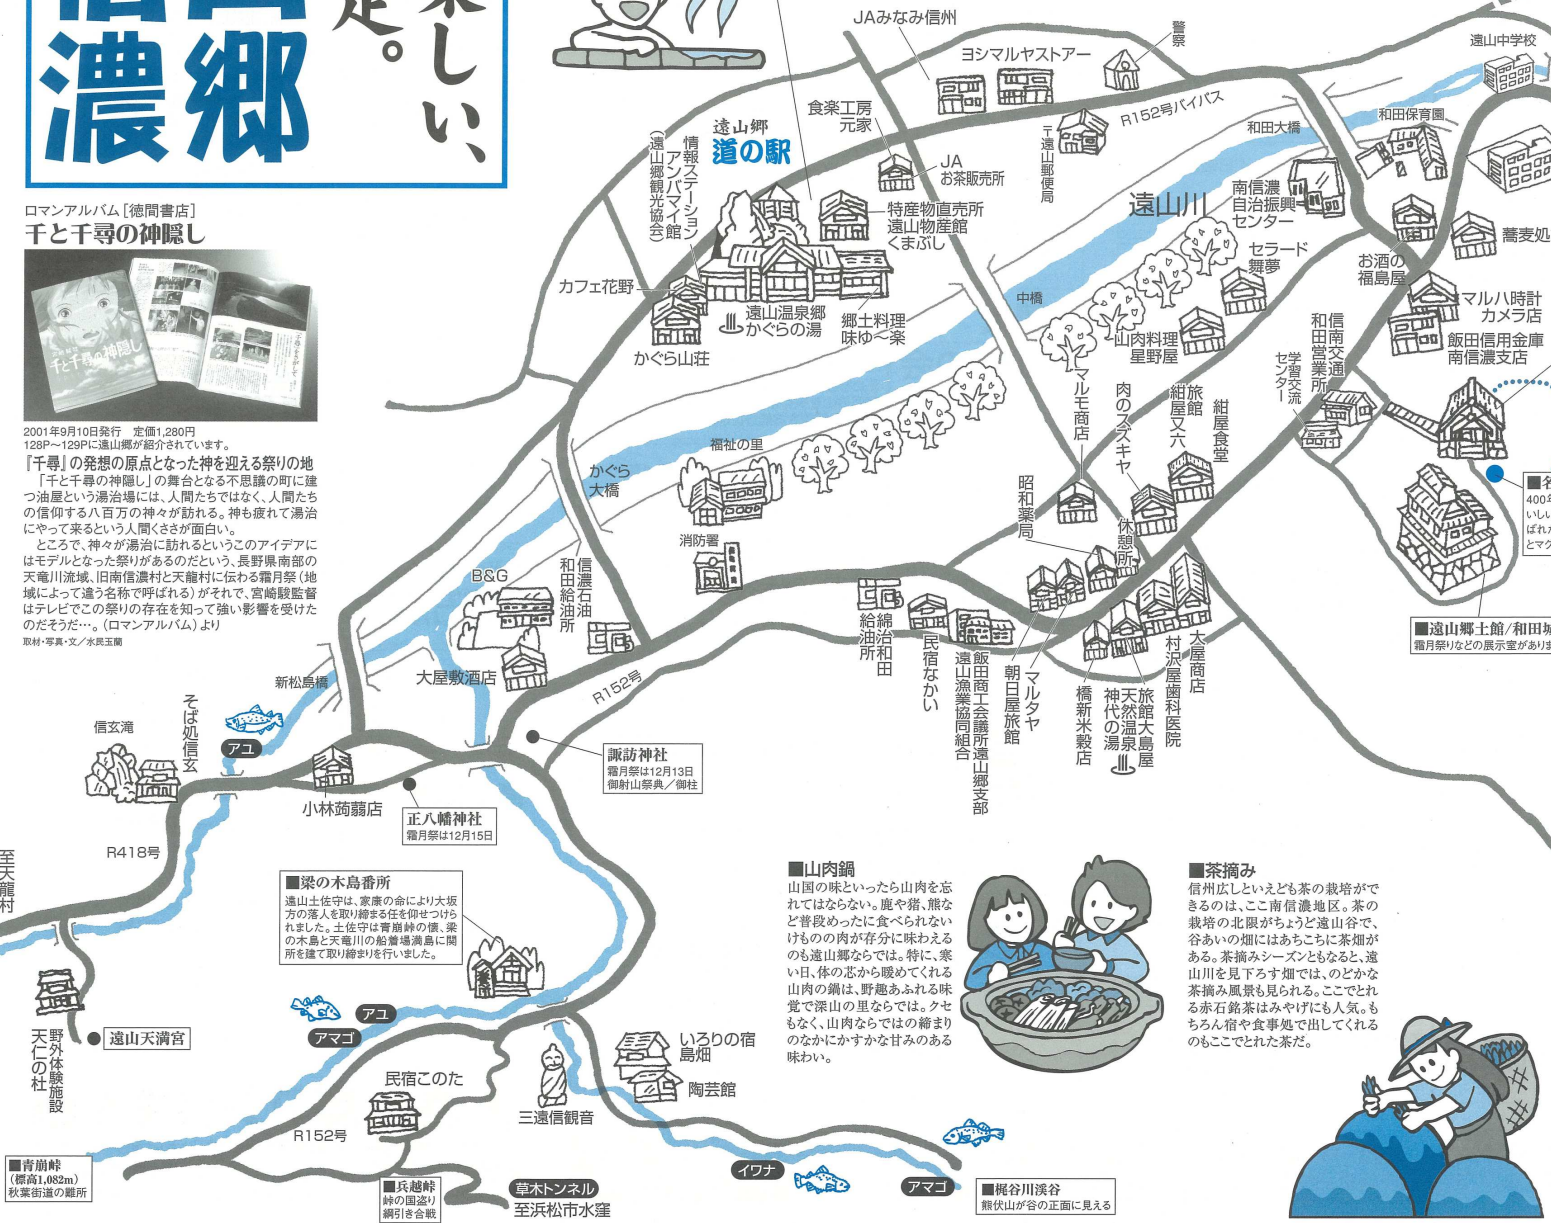 郷
濃
楽しい、
足。
ロマンアルバム［徳間書店］
千と千尋の神隠し
千と千尋の神隠し
2001年9月10日発行　定価1,280円
128P〜129Pに遠山郷が紹介されています。
『千尋』の発想の原点となった神を迎える祭りの地
「千と千尋の神隠し」の舞台となる不思議の町に建
つ油屋という湯治場には、人間たちではなく、人間たち
の信仰する八百万の神々が訪れる。神も疲れて湯治
にやって来るという人間くささが面白い。
ところで、神々が湯治に訪れるというこのアイデアに
はモデルとなった祭りがあるのだという、長野県南部の
天竜川流域、旧南信濃村と天龍村に伝わる霜月祭（地
域によって違う名称で呼ばれる）がそれで、宮崎駿監督
はテレビでこの祭りの存在を知って強い影響を受けた
のだそうだ…。（ロマンアルバム）より
取材・写真・文／水民玉蘭
JAみなみ信州
ヨシマルヤストアー
警察
遠山中学校
食楽工房
元家
R152号バイパス
〒遠山郵便局
和田大橋
和田保育園
遠山郷
道の駅
情報ステーション
アンバマイ館
（遠山郷観光協会）
JA
お茶販売所
特産物直売所
遠山物産館
くまぶし
遠山川
南信濃
自治振興
センター
セラード
舞夢
お酒の
福島屋
蕎麦処
カフェ花野
かぐら山荘
遠山温泉郷
かぐらの湯
郷土料理
味ゆ〜楽
中橋
山肉料理
星野屋
マルハ時計
カメラ店
飯田信用金庫
南信濃支店
信南交通
和田営業所
学習交流
センター
マルモ商店
肉のスズキヤ
旅館
紺屋又六
紺屋食堂
福祉の里
かぐら
大橋
消防署
昭和薬局
休憩所
B&G
信濃石油
和田給油所
大屋敷酒店
新松島橋
R152号
綿治和田
給油所
民宿なかい
飯田商工会議所遠山郷支部
遠山漁業協同組合
朝日屋旅館
マルタヤ
橋新米穀店
旅館大島屋
天然温泉
神代の湯
村沢屋歯科医院
大屋商店
■名
400年
いしい
ばれた
とマグ
■遠山郷土館/和田城
霜月祭りなどの展示室があります
信玄滝
そば処信玄
アユ
小林蒟蒻店
諏訪神社
霜月祭は12月13日
御射山祭典／御柱
正八幡神社
霜月祭は12月15日
R418号
至天龍村
■梁の木島番所
遠山土佐守は、家康の命により大坂
方の落人を取り締まる任を仰せつけら
れました。土佐守は青崩峠の懐、梁
の木島と天竜川の船着場満島に関
所を建て取り締まりを行いました。
アユ
アマゴ
遠山天満宮
野外体験施設
天仁の杜
民宿このた
三遠信観音
いろりの宿
島畑
陶芸館
R152号
■青崩峠
（標高1,082m）
秋葉街道の難所
■兵越峠
峠の国盗り
綱引き合戦
草木トンネル
至浜松市水窪
イワナ
アマゴ
■梶谷川渓谷
熊伏山が谷の正面に見える
■山肉鍋
山国の味といったら山肉を忘
れてはならない。鹿や猪、熊な
ど普段めったに食べられない
けものの肉が存分に味わえる
のも遠山郷ならでは。特に、寒
い日、体の芯から暖めてくれる
山肉の鍋は、野趣あふれる味
覚で深山の里ならでは。クセ
もなく、山肉ならではの締まり
のなかにかすかな甘みのある
味わい。
■茶摘み
信州広しといえども茶の栽培がで
きるのは、ここ南信濃地区。茶の
栽培の北限がちょうど遠山谷で、
谷あいの畑にはあちこちに茶畑が
ある。茶摘みシーズンともなると、遠
山川を見下ろす畑では、のどかな
茶摘み風景も見られる。ここでとれ
る赤石銘茶はみやげにも人気。も
ちろん宿や食事処で出してくれる
のもここでとれた茶だ。